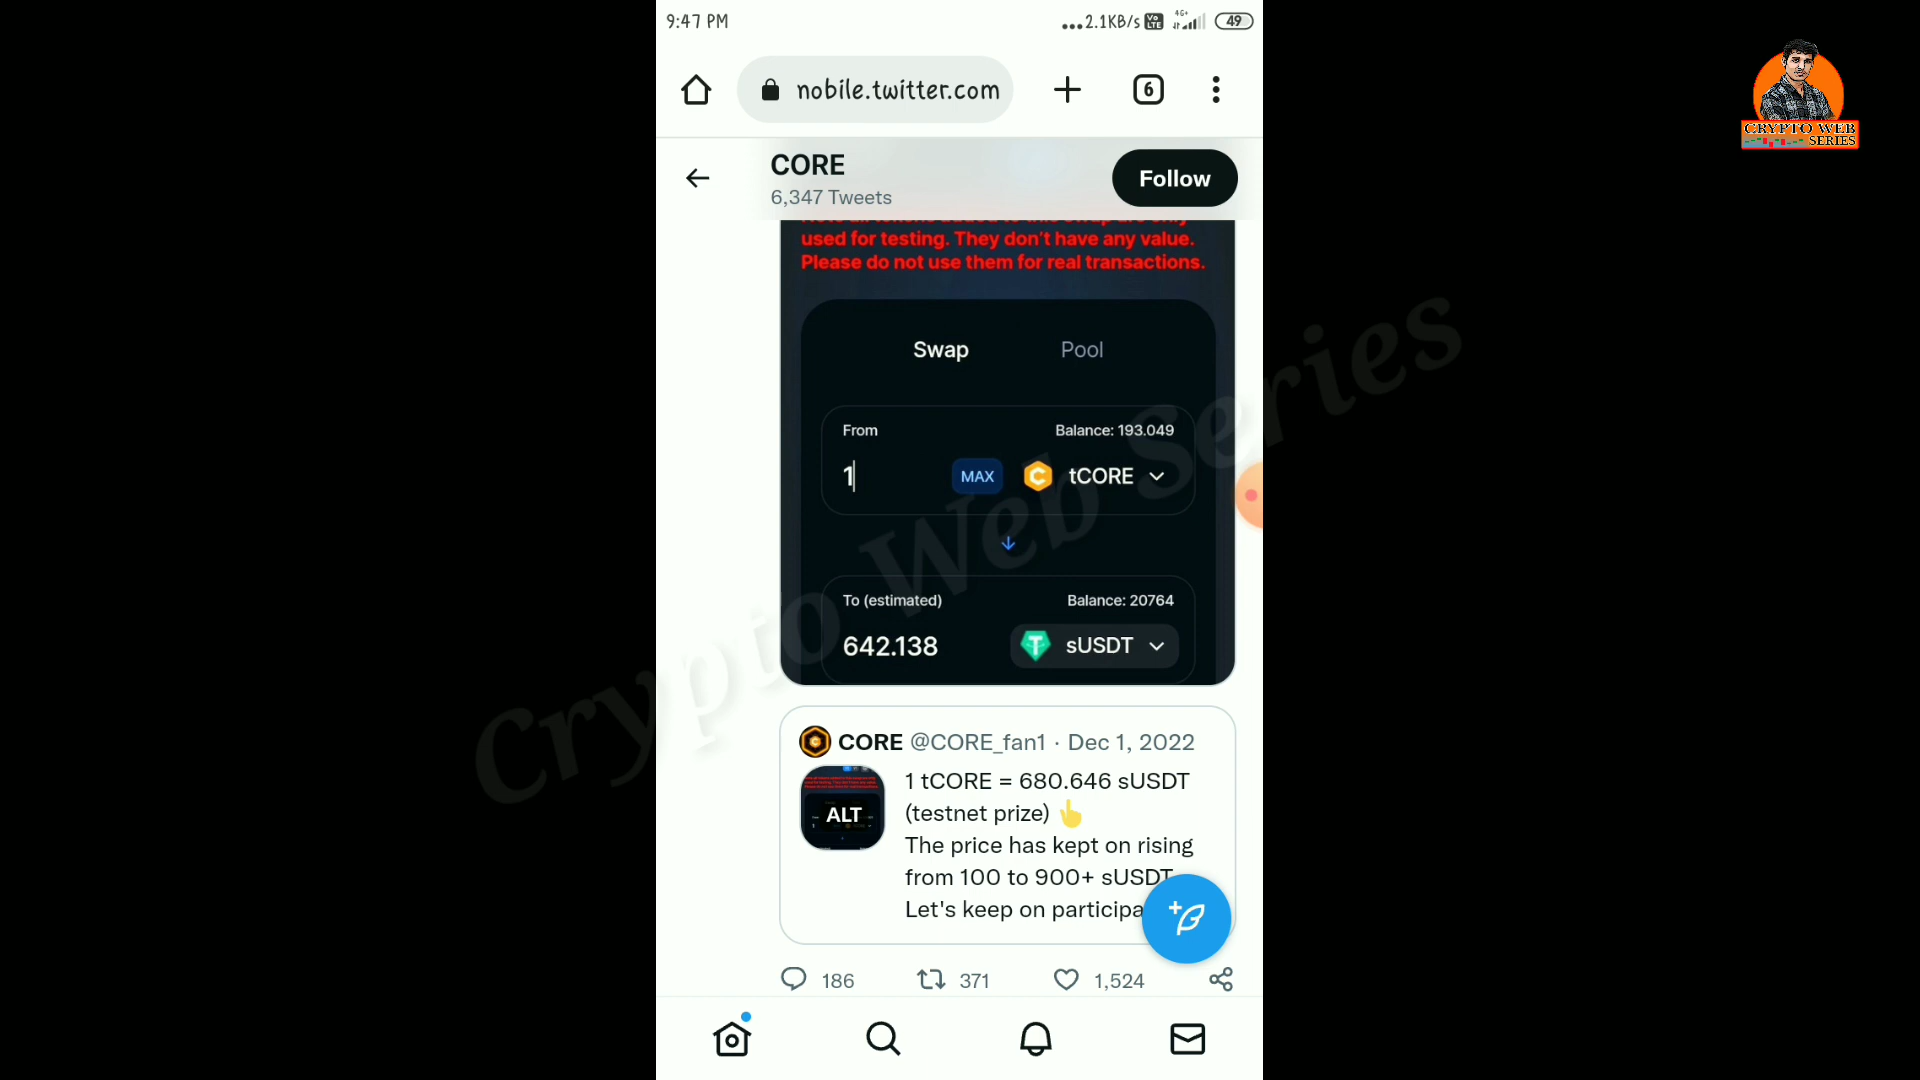 9:47 PM
2.1KB/s Vo LTE 4G+ 49
nobile.twitter.com
6
CRYPTO WEB
SERIES
CORE
6,347 Tweets
Follow
used for testing. They don't have any value.
Please do not use them for real transactions.
Swap Pool
From Balance: 193.049
1 MAX C tCORE
To (estimated) Balance: 20764
642.138 T sUSDT
Crypto Web Series
CORE @CORE_fan1 · Dec 1, 2022
ALT
1 tCORE = 680.646 sUSDT
(testnet prize) 👆
The price has kept on rising
from 100 to 900+ sUSDT
Let's keep on participa
186 371 1,524